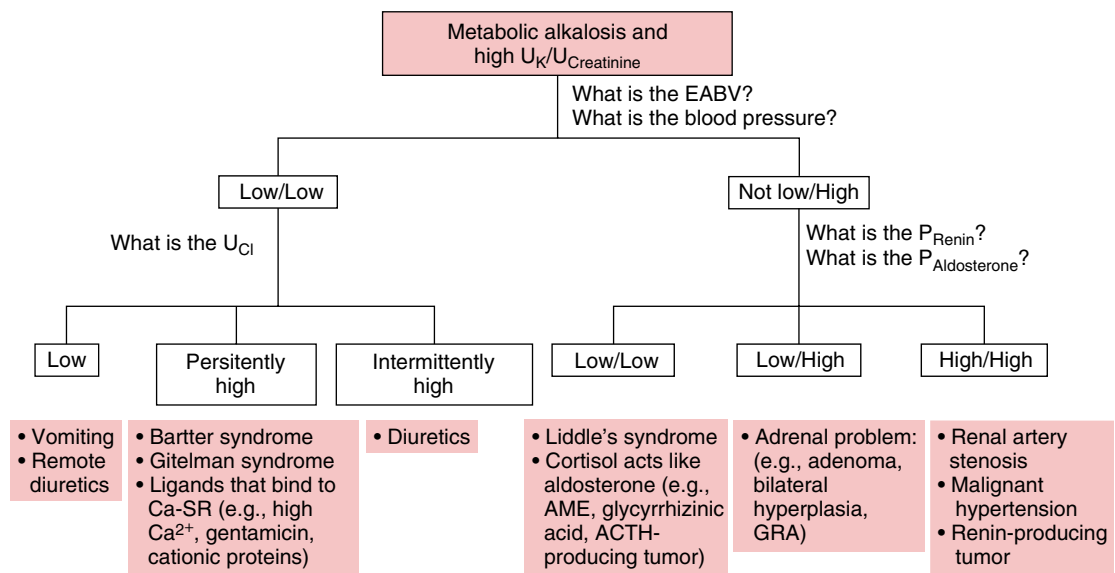 Metabolic alkalosis and
high U_K/U_Creatinine
What is the EABV?
What is the blood pressure?
Low/Low
Not low/High
What is the U_Cl
What is the P_Renin?
What is the P_Aldosterone?
Low
Persitently
high
Intermittently
high
Low/Low
Low/High
High/High
• Vomiting
• Remote
diuretics
• Bartter syndrome
• Gitelman syndrome
• Ligands that bind to
Ca-SR (e.g., high
Ca²⁺, gentamicin,
cationic proteins)
• Diuretics
• Liddle's syndrome
• Cortisol acts like
aldosterone (e.g.,
AME, glycyrrhizinic
acid, ACTH-
producing tumor)
• Adrenal problem:
(e.g., adenoma,
bilateral
hyperplasia,
GRA)
• Renal artery
stenosis
• Malignant
hypertension
• Renin-producing
tumor